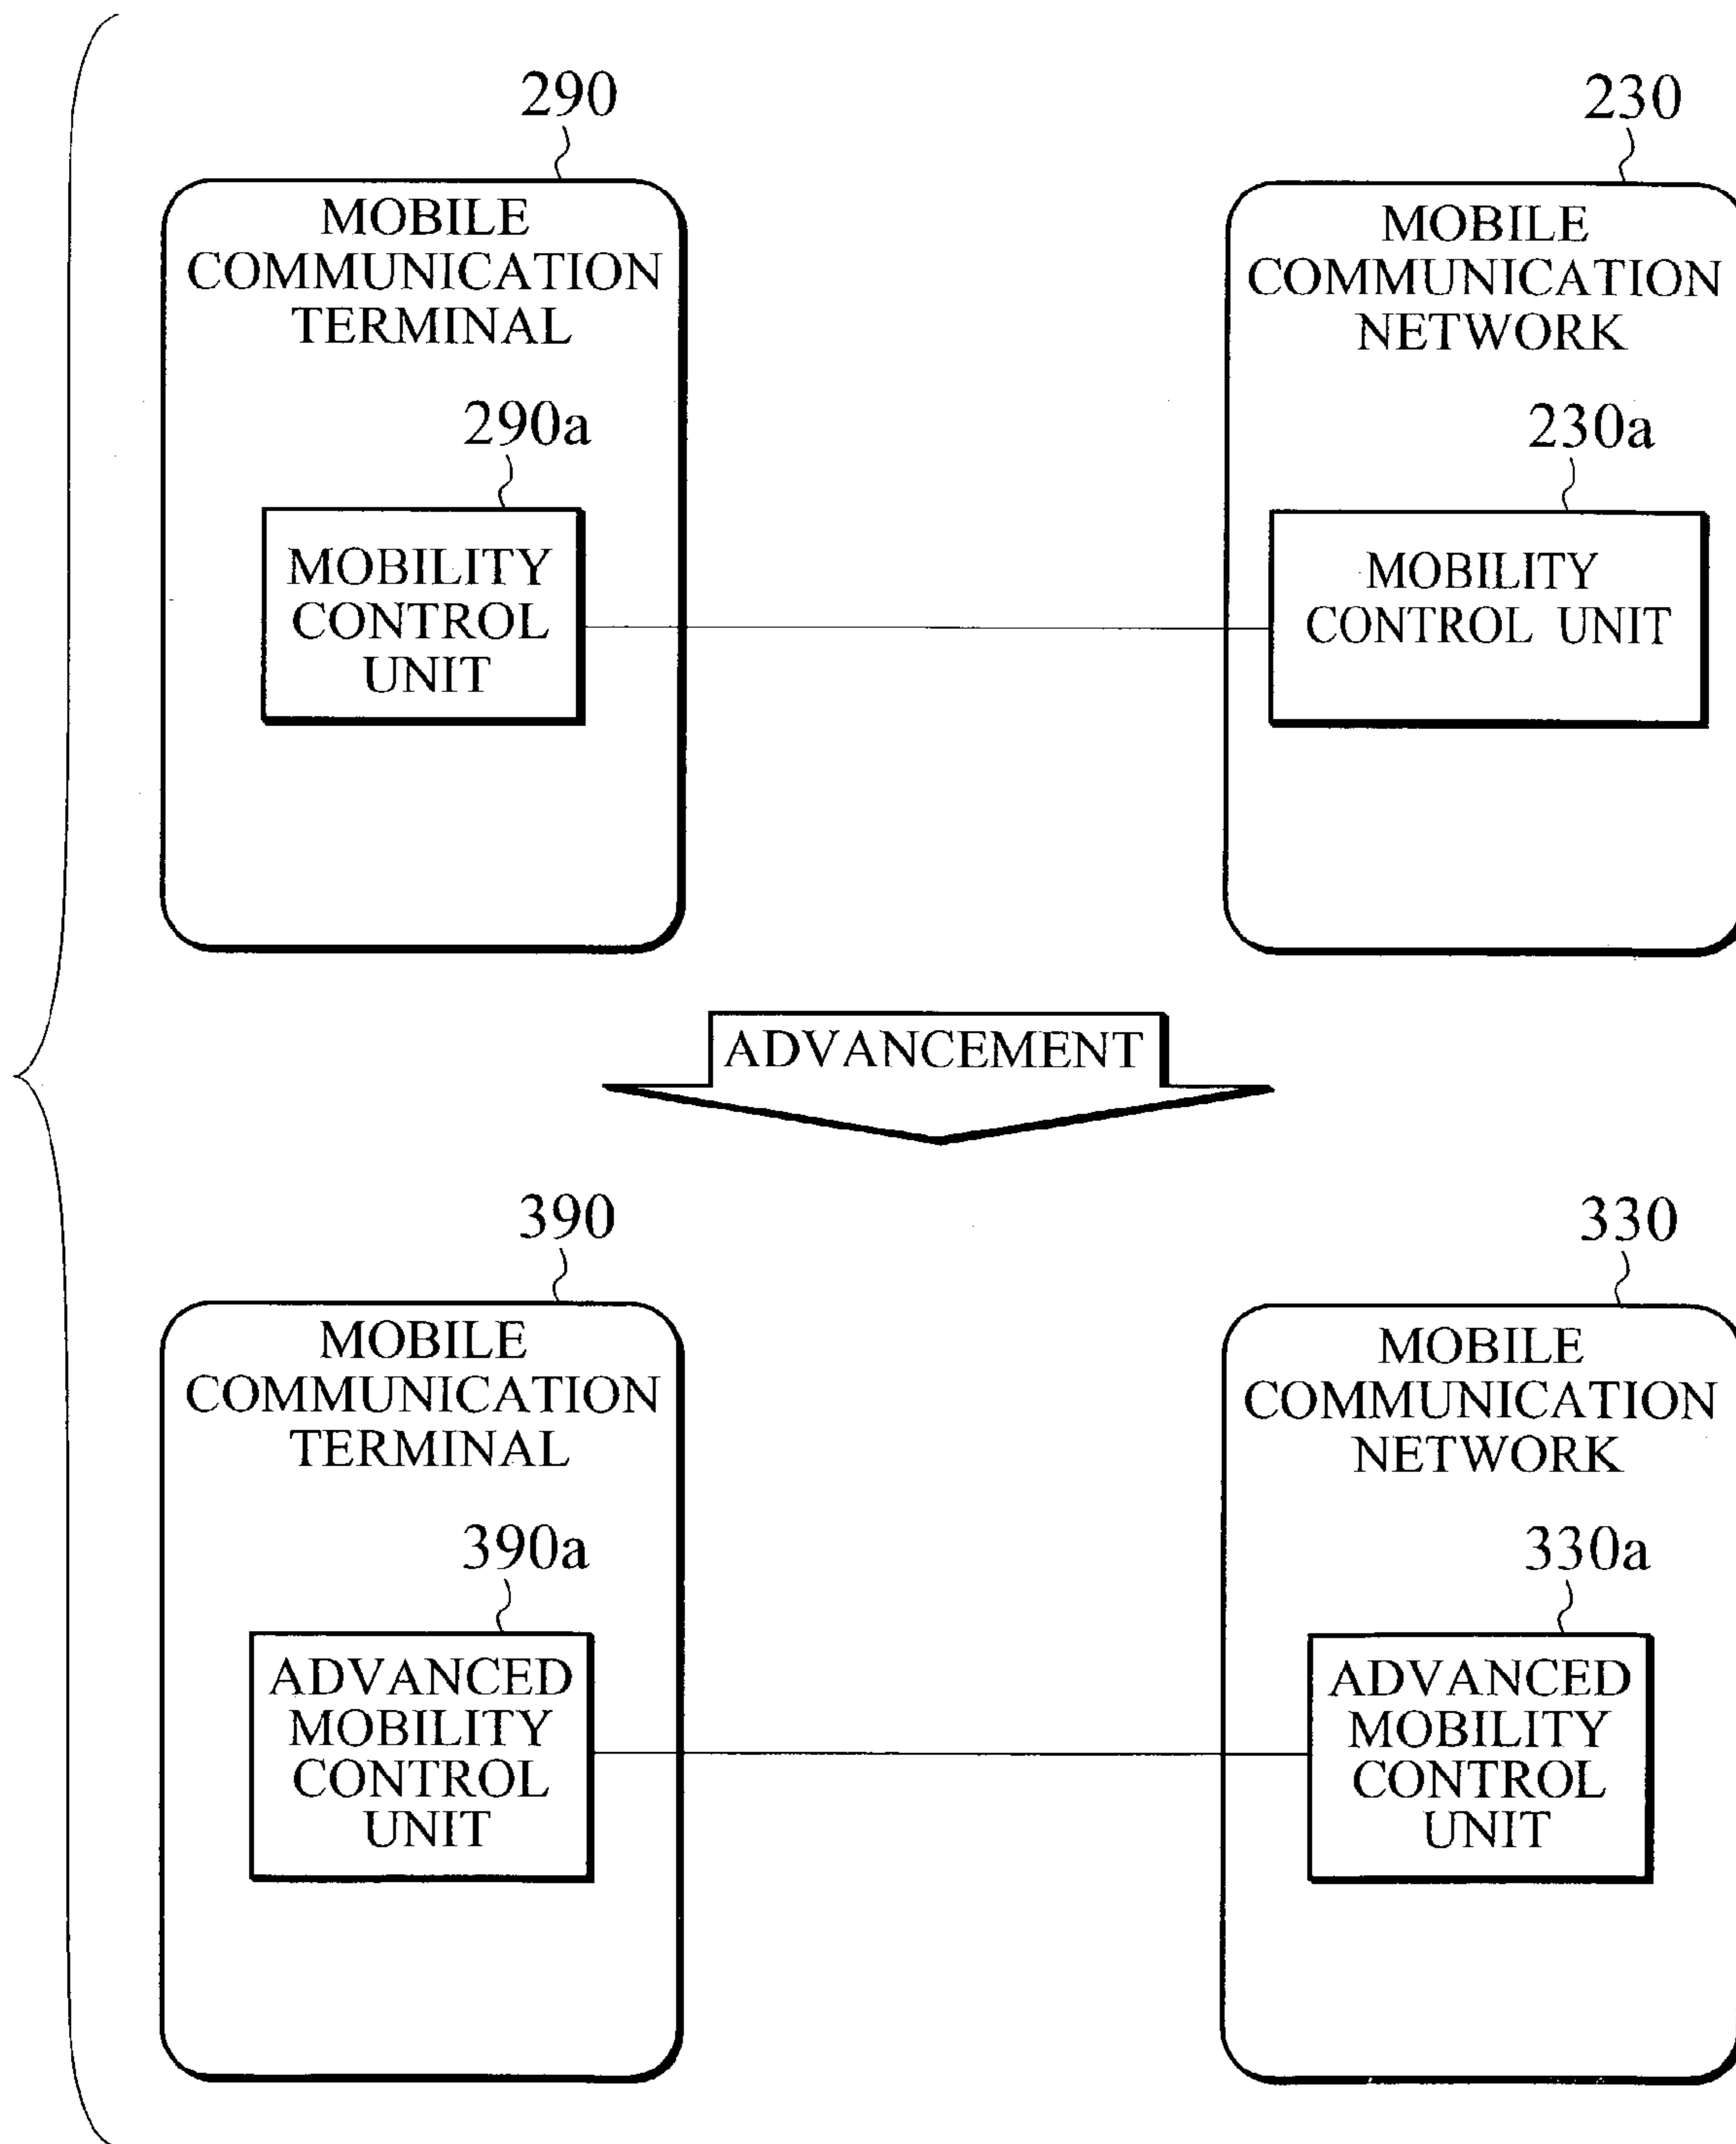 290
230
MOBILE
COMMUNICATION
TERMINAL
MOBILE
COMMUNICATION
NETWORK
290a
230a
MOBILITY
CONTROL
UNIT
MOBILITY
CONTROL UNIT
ADVANCEMENT
390
330
MOBILE
COMMUNICATION
TERMINAL
MOBILE
COMMUNICATION
NETWORK
390a
330a
ADVANCED
MOBILITY
CONTROL
UNIT
ADVANCED
MOBILITY
CONTROL
UNIT